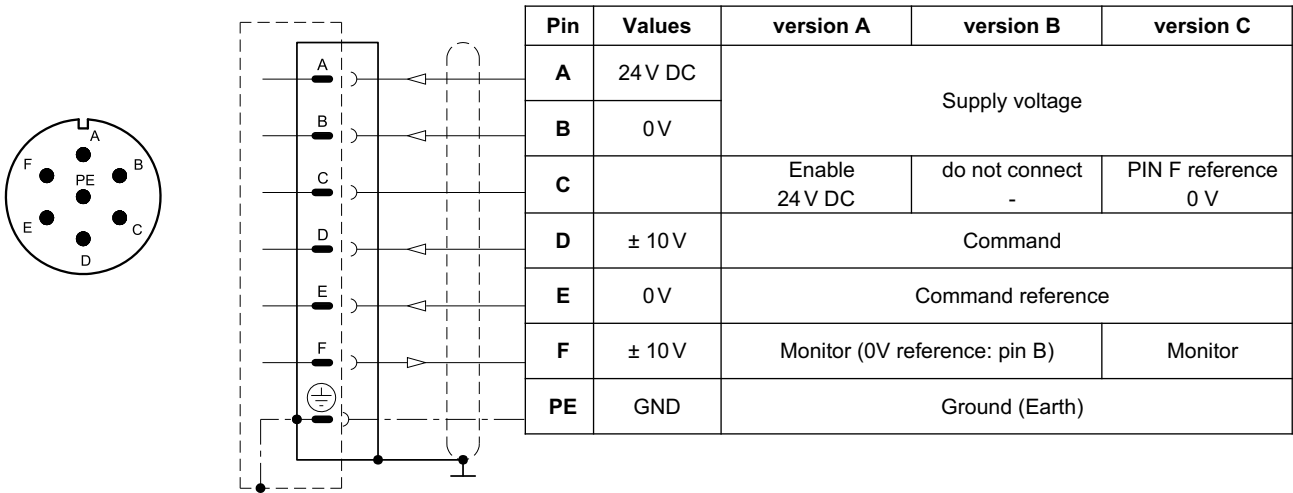 A
F
B
PE
E
C
D
A
B
C
D
E
F
Pin Values version A version B version C
A 24 V DC
Supply voltage
B 0 V
C Enable do not connect PIN F reference
24 V DC - 0 V
D ± 10 V Command
E 0 V Command reference
F ± 10 V Monitor (0V reference: pin B) Monitor
PE GND Ground (Earth)